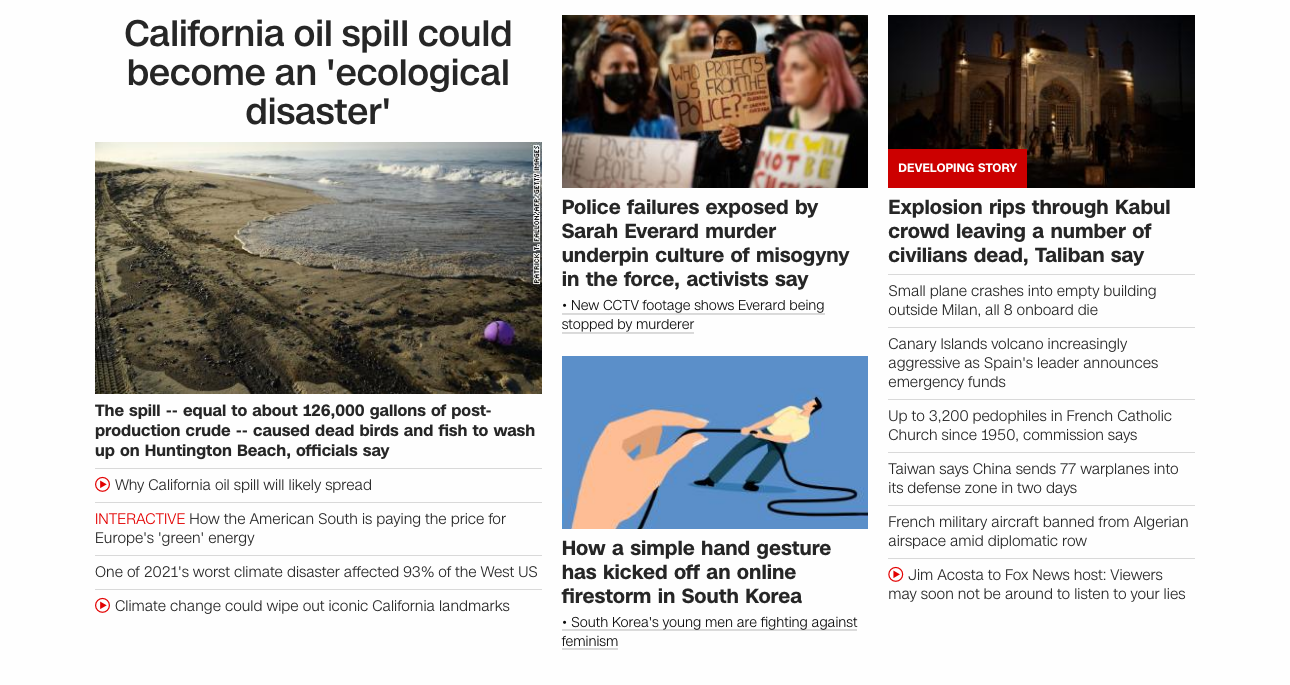 California oil spill could
become an 'ecological
disaster'
PATRICK T. FALLON/AFP/GETTY IMAGES
The spill -- equal to about 126,000 gallons of post-
production crude -- caused dead birds and fish to wash
up on Huntington Beach, officials say
Why California oil spill will likely spread
INTERACTIVE How the American South is paying the price for
Europe's 'green' energy
One of 2021's worst climate disaster affected 93% of the West US
Climate change could wipe out iconic California landmarks
WHO PROTECTS
US FROM THE
POLICE?
THE POWER OF
THE PEOPLE IS
WE WILL
NOT BE
Police failures exposed by
Sarah Everard murder
underpin culture of misogyny
in the force, activists say
• New CCTV footage shows Everard being
stopped by murderer
How a simple hand gesture
has kicked off an online
firestorm in South Korea
• South Korea's young men are fighting against
feminism
DEVELOPING STORY
Explosion rips through Kabul
crowd leaving a number of
civilians dead, Taliban say
Small plane crashes into empty building
outside Milan, all 8 onboard die
Canary Islands volcano increasingly
aggressive as Spain's leader announces
emergency funds
Up to 3,200 pedophiles in French Catholic
Church since 1950, commission says
Taiwan says China sends 77 warplanes into
its defense zone in two days
French military aircraft banned from Algerian
airspace amid diplomatic row
Jim Acosta to Fox News host: Viewers
may soon not be around to listen to your lies